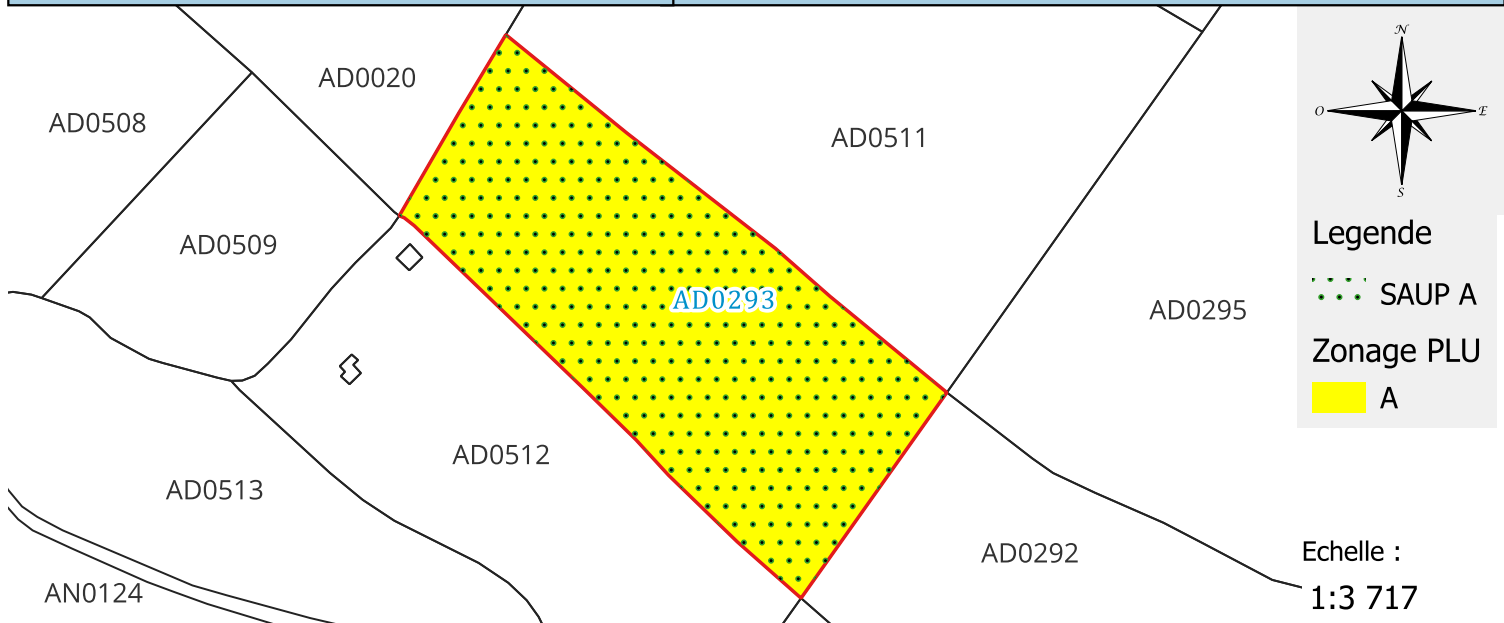 N
AD0020
AD0508
O
E
AD0511
S
Legende
AD0509
SAUP A
AD0293
AD0295
Zonage PLU
A
AD0512
AD0513
Echelle :
AD0292
AN0124
1:3 717